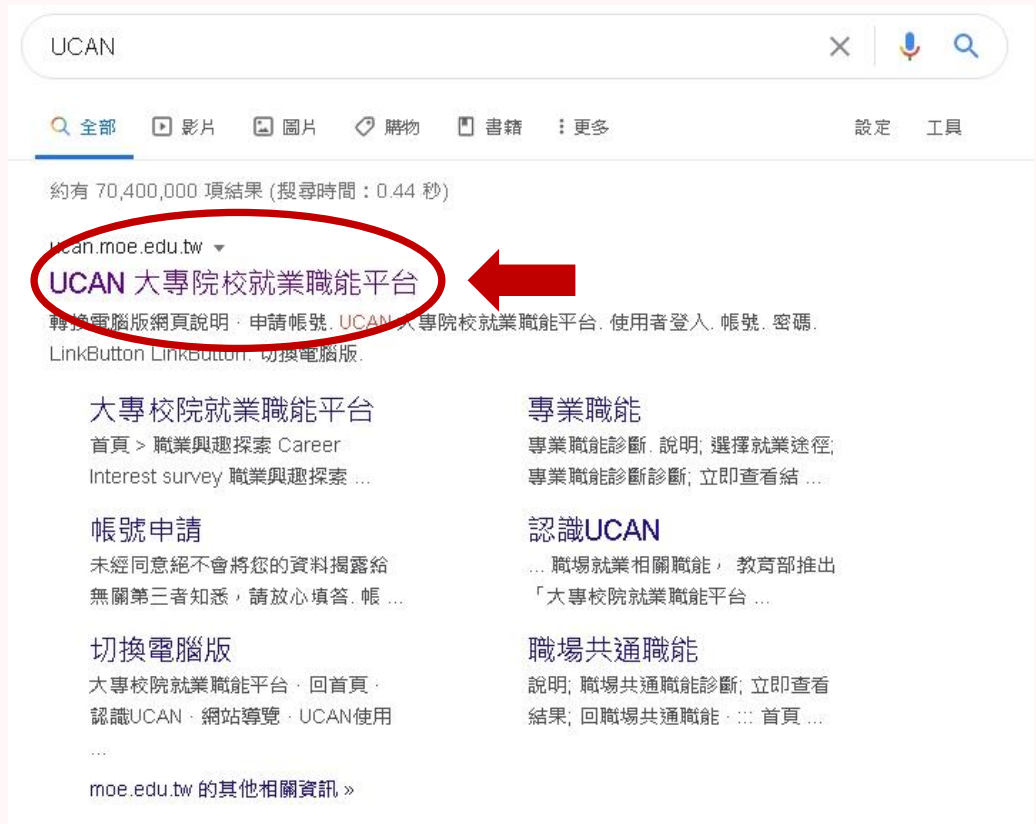 UCAN
全部 影片 圖片 購物 書籍 更多 設定 工具
約有 70,400,000 項結果 (搜尋時間：0.44 秒)
ucan.moe.edu.tw
UCAN 大專院校就業職能平台
轉換電腦版網頁說明 · 申請帳號. UCAN 大專院校就業職能平台. 使用者登入. 帳號. 密碼.
LinkButton LinkButton. 切換電腦版.
大專校院就業職能平台
首頁 > 職業興趣探索 Career
Interest survey 職業興趣探索 ...
專業職能
專業職能診斷. 說明; 選擇就業途徑;
專業職能診斷診斷; 立即查看結 ...
帳號申請
未經同意絕不會將您的資料揭露給
無關第三者知悉，請放心填答. 帳 ...
認識UCAN
... 職場就業相關職能， 教育部推出
「大專校院就業職能平台 ...
切換電腦版
大專校院就業職能平台 · 回首頁 ·
認識UCAN · 網站導覽 · UCAN使用
...
職場共通職能
說明; 職場共通職能診斷; 立即查看
結果; 回職場共通職能 · ::: 首頁 ...
moe.edu.tw 的其他相關資訊 »